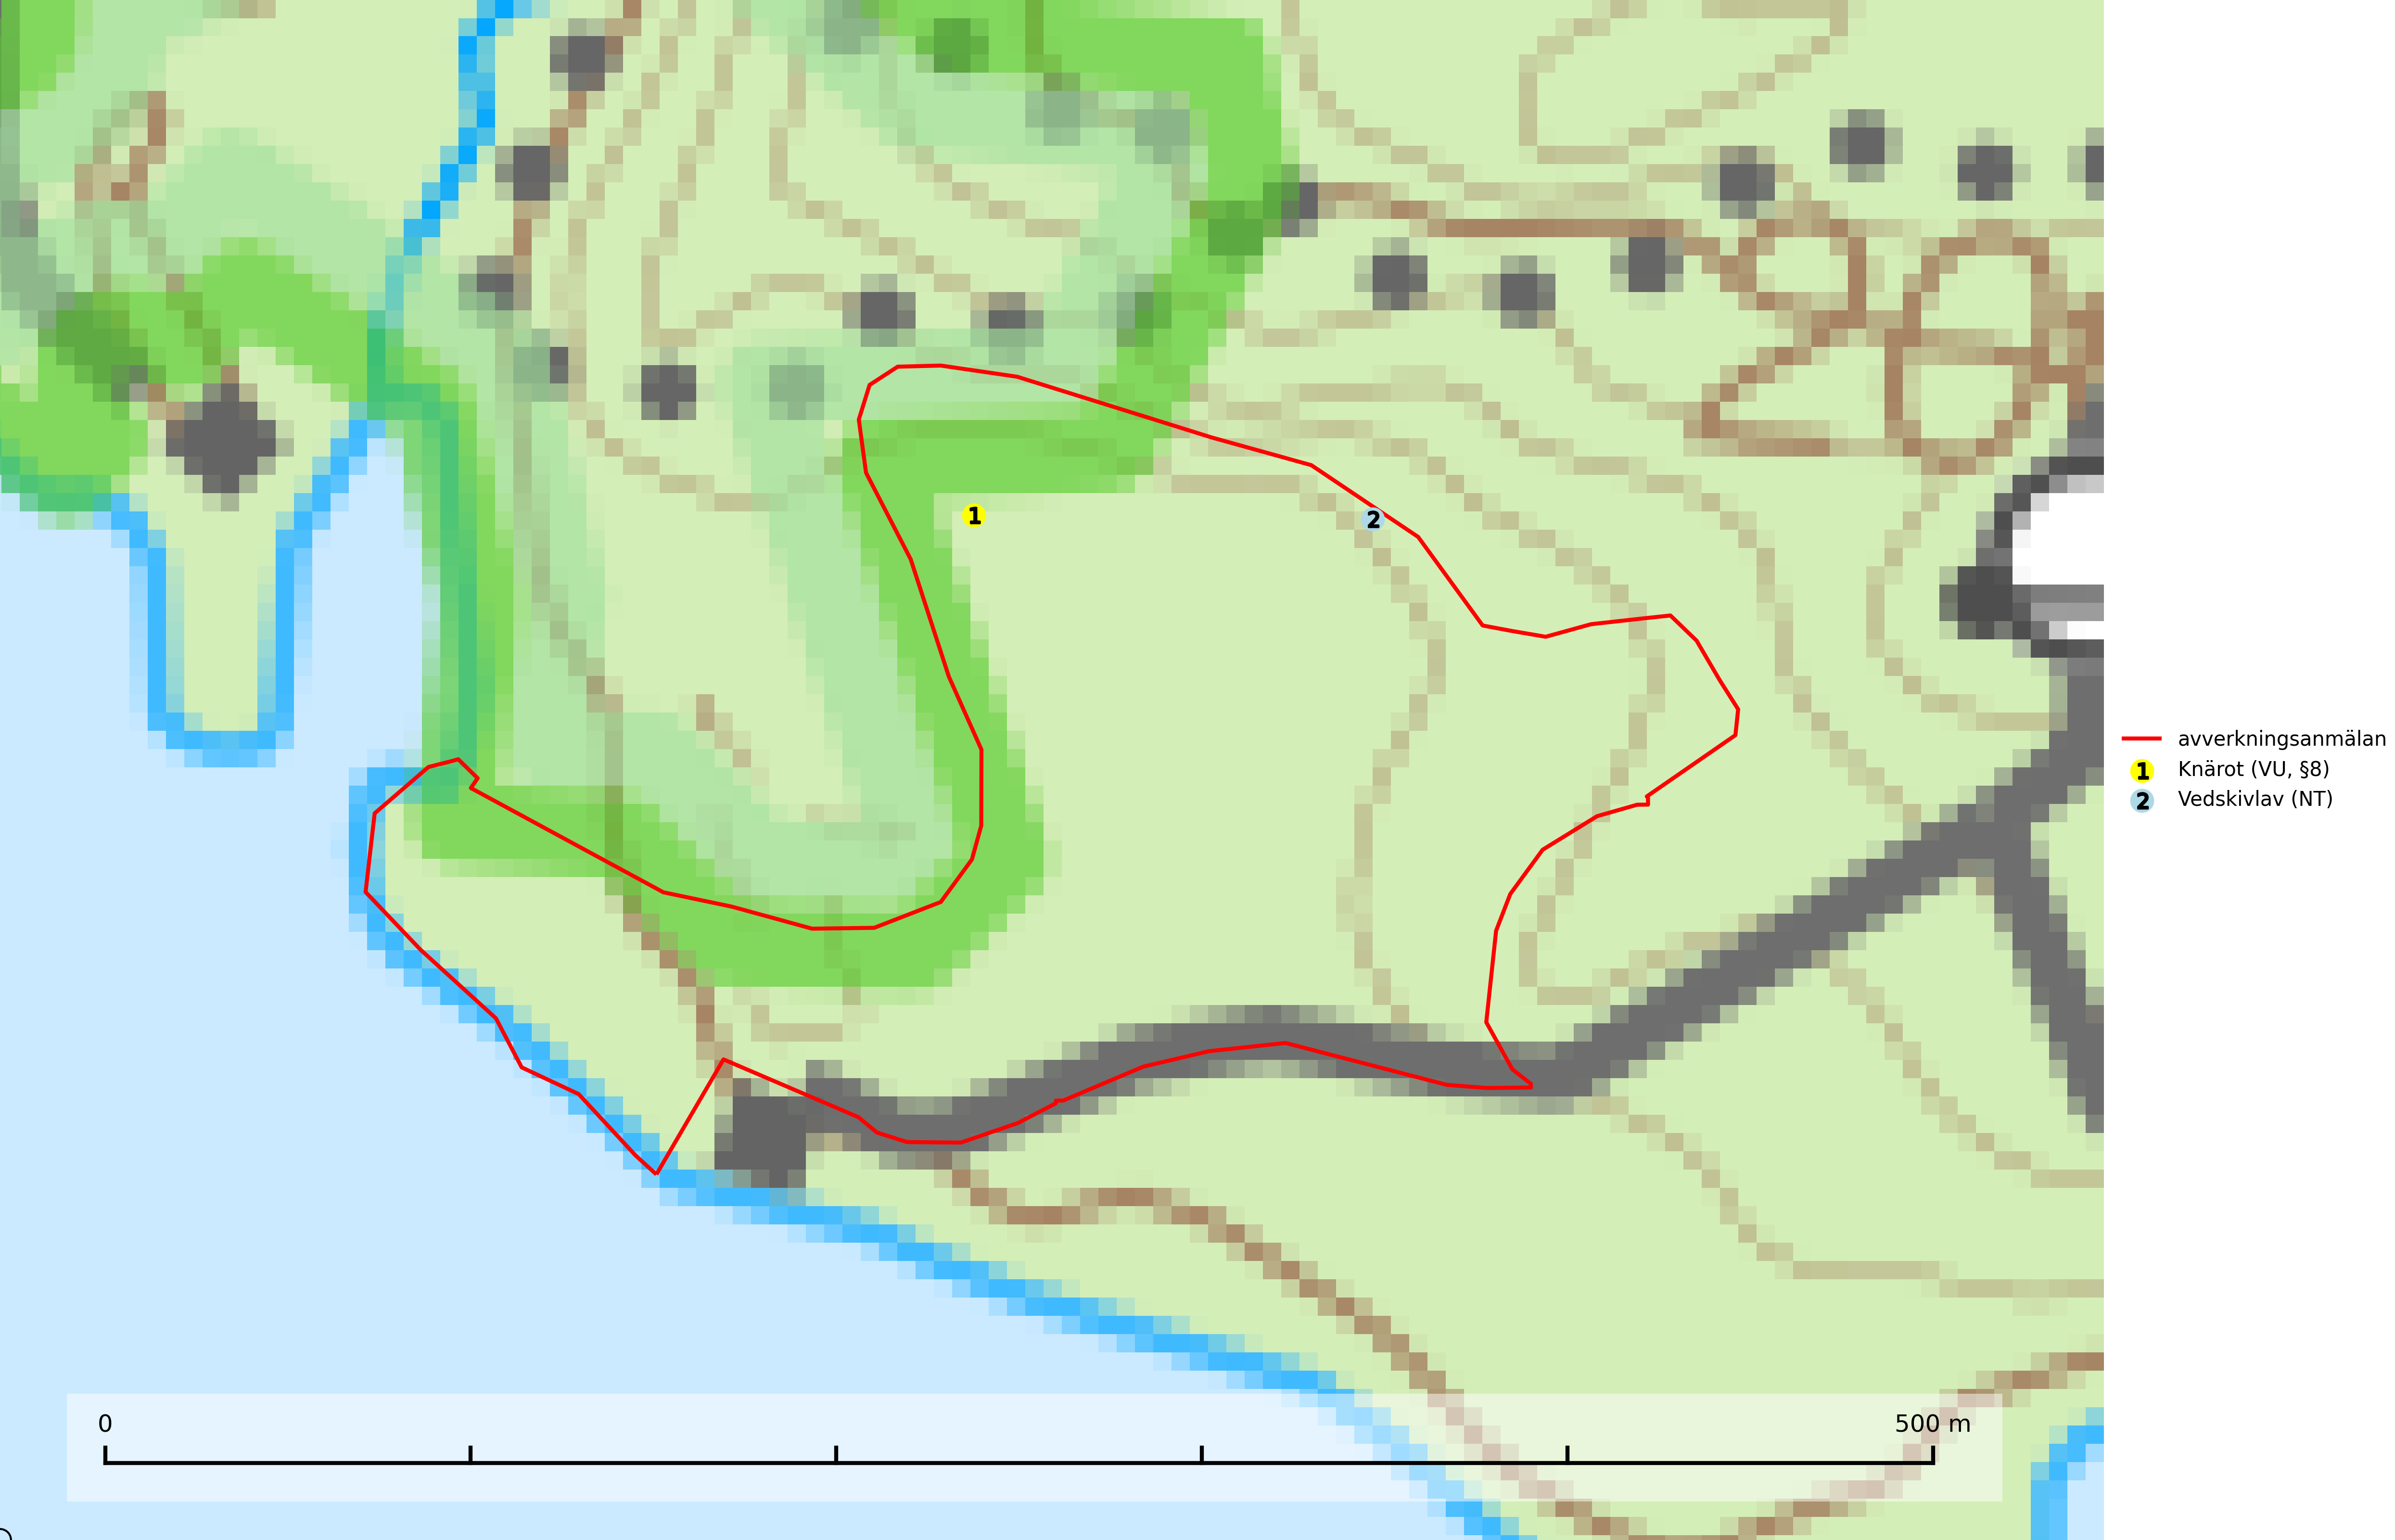 1
2
avverkningsanmälan
1 Knärot (VU, §8)
2 Vedskivlav (NT)
0 500 m